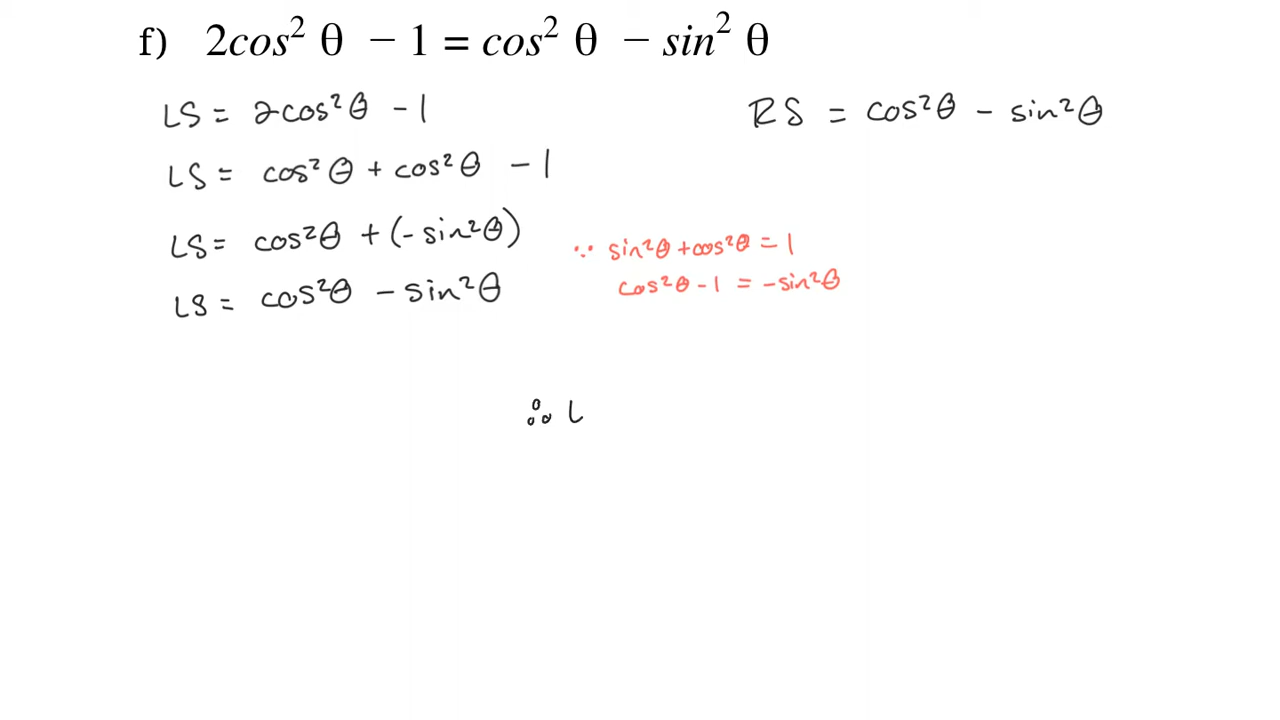 f) 2cos² θ − 1 = cos² θ − sin² θ
LS = 2cos²θ − 1
RS = cos²θ − sin²θ
LS = cos²θ + cos²θ − 1
LS = cos²θ + (− sin²θ)
∵ sin²θ + cos²θ = 1
cos²θ − 1 = − sin²θ
LS = cos²θ − sin²θ
∴ L